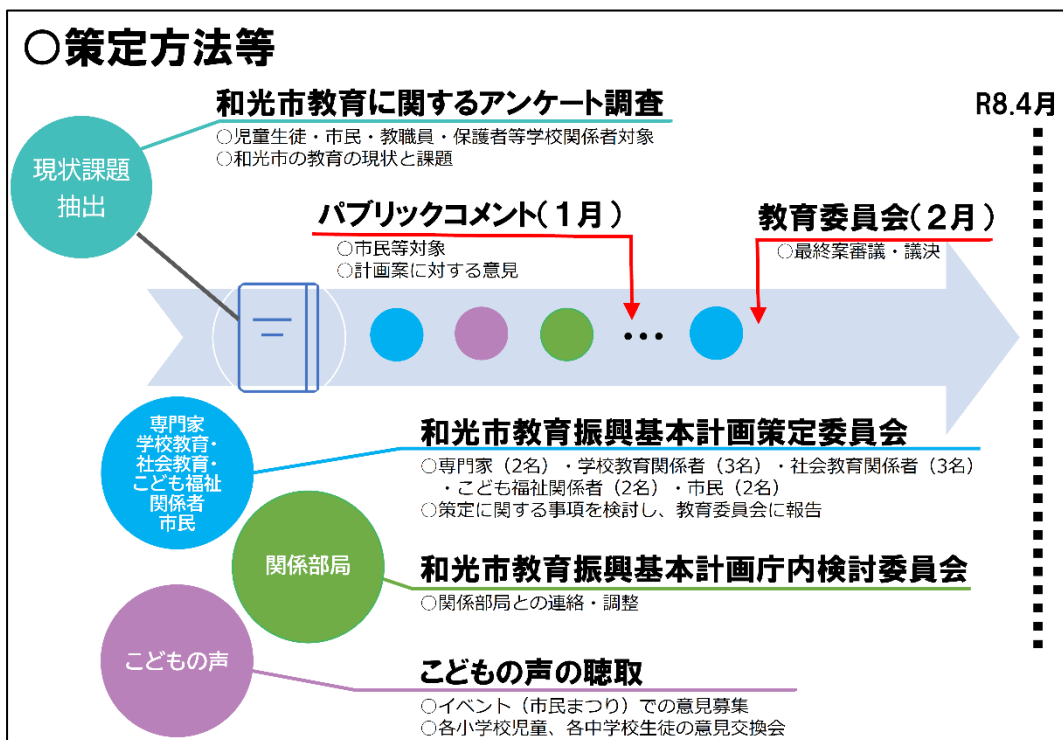 ○策定方法等
和光市教育に関するアンケート調査
○児童生徒・市民・教職員・保護者等学校関係者対象
○和光市の教育の現状と課題
R8.4月
現状課題
抽出
パブリックコメント(1月)
○市民等対象
○計画案に対する意見
教育委員会(2月)
○最終案審議・議決
…
専門家
学校教育・
社会教育・
こども福祉
関係者
市民
和光市教育振興基本計画策定委員会
○専門家(2名)・学校教育関係者(3名)・社会教育関係者(3名)
・こども福祉関係者(2名)・市民(2名)
○策定に関する事項を検討し、教育委員会に報告
関係部局
和光市教育振興基本計画庁内検討委員会
○関係部局との連絡・調整
こどもの声
こどもの声の聴取
○イベント(市民まつり)での意見募集
○各小学校児童、各中学校生徒の意見交換会